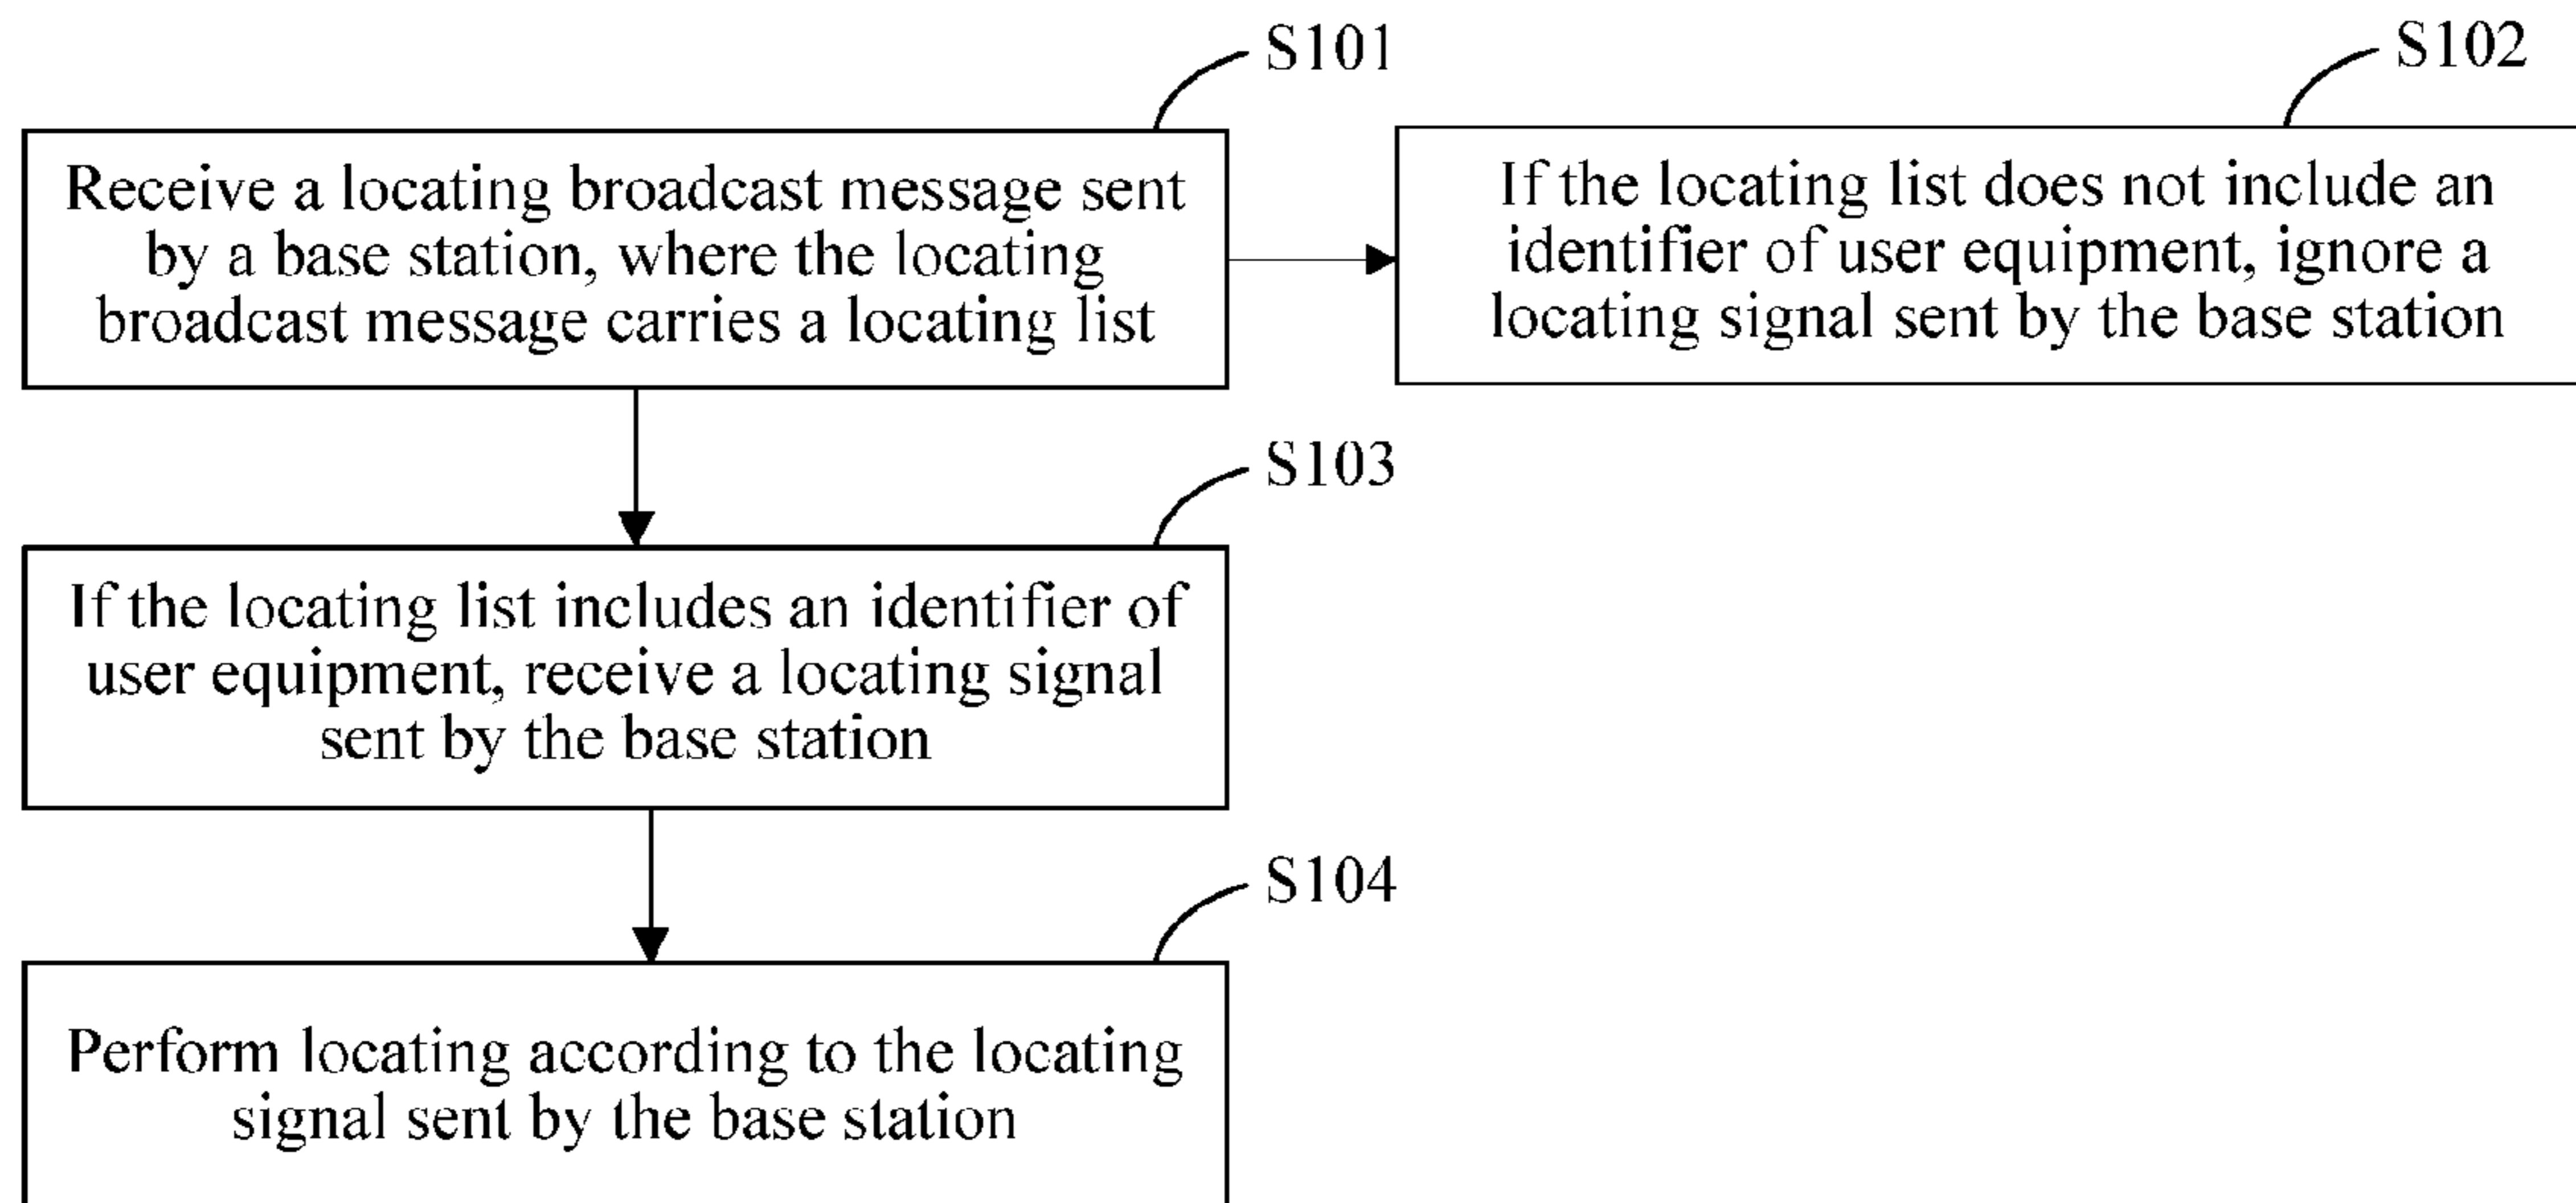 S101
Receive a locating broadcast message sent
by a base station, where the locating
broadcast message carries a locating list
S102
If the locating list does not include an
identifier of user equipment, ignore a
locating signal sent by the base station
S103
If the locating list includes an identifier of
user equipment, receive a locating signal
sent by the base station
S104
Perform locating according to the locating
signal sent by the base station